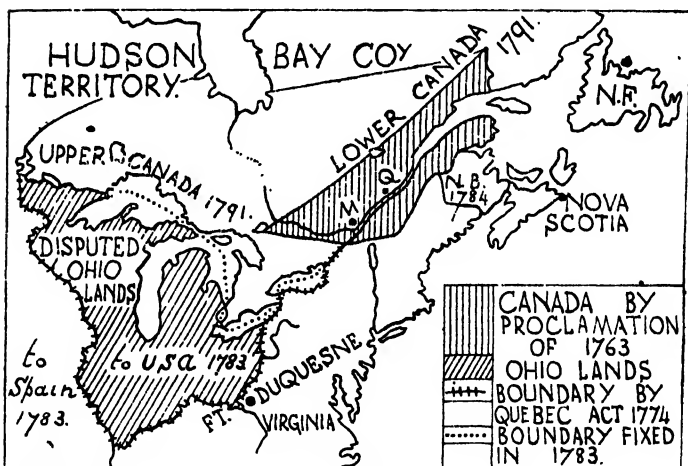 HUDSON BAY COY
TERRITORY.
UPPER CANADA 1791.
LOWER CANADA 1791.
N.F.
Q
M
N.B.
1784
NOVA
SCOTIA
DISPUTED
OHIO
LANDS
to USA 1783.
to
Spain
1783.
FT. DUQUESNE
VIRGINIA
CANADA BY
PROCLAMATION
OF 1763
OHIO LANDS
BOUNDARY BY
QUEBEC ACT 1774
BOUNDARY FIXED
IN 1783.